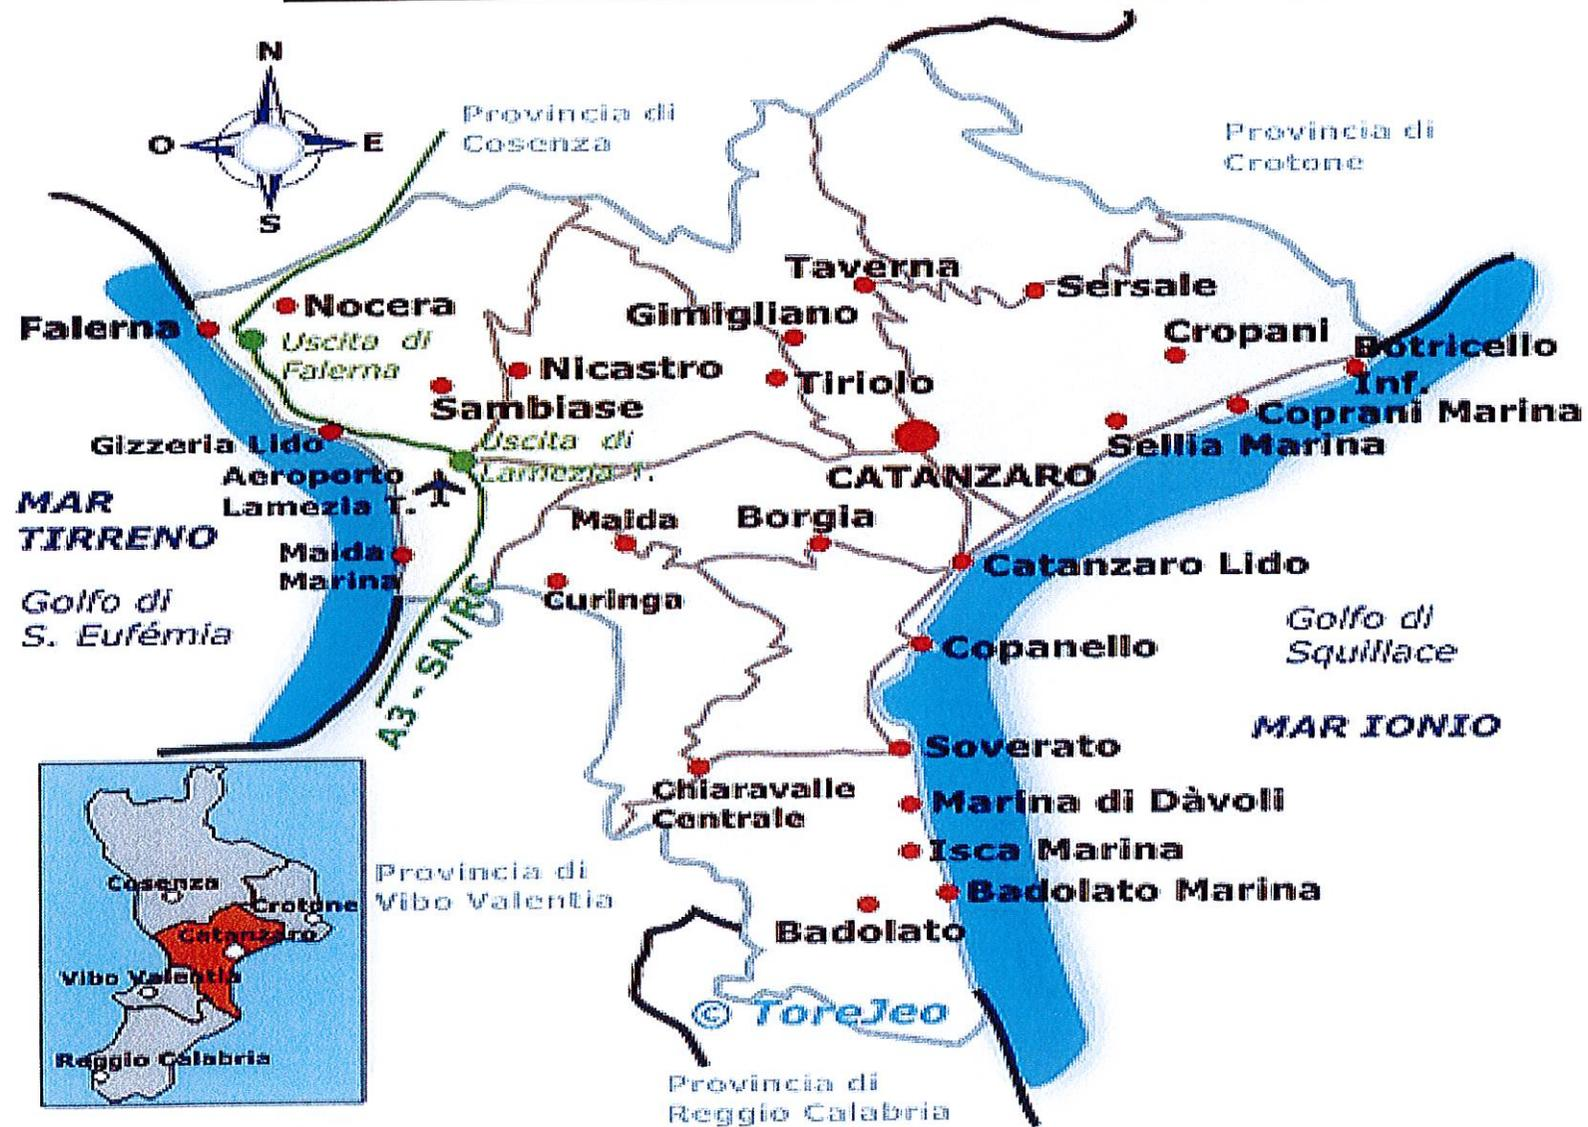 N
O
E
S
Provincia di
Cosenza
Provincia di
Crotone
Taverna
Sersale
Nocera
Gimigliano
Falerna
Uscita di
Falerna
Cropani
Botricello
Inf.
Nicastro
Tiriolo
Sambiase
Coprani Marina
Gizzeria Lido
Uscita di
Lamezia T.
Sellia Marina
Aeroporto
Lamezia T.
CATANZARO
MAR
TIRRENO
Maida
Borgia
Maida
Marina
Catanzaro Lido
Golfo di
S. Eufémia
Curinga
A3 - SA/RC
Golfo di
Squillace
Copanello
MAR IONIO
Soverato
Chiaravalle
Centrale
Marina di Dàvoli
Isca Marina
Provincia di
Vibo Valentia
Badolato Marina
Badolato
© ToreJeo
Provincia di
Reggio Calabria
Cosenza
Crotone
Catanzaro
Vibo Valentia
Reggio Calabria